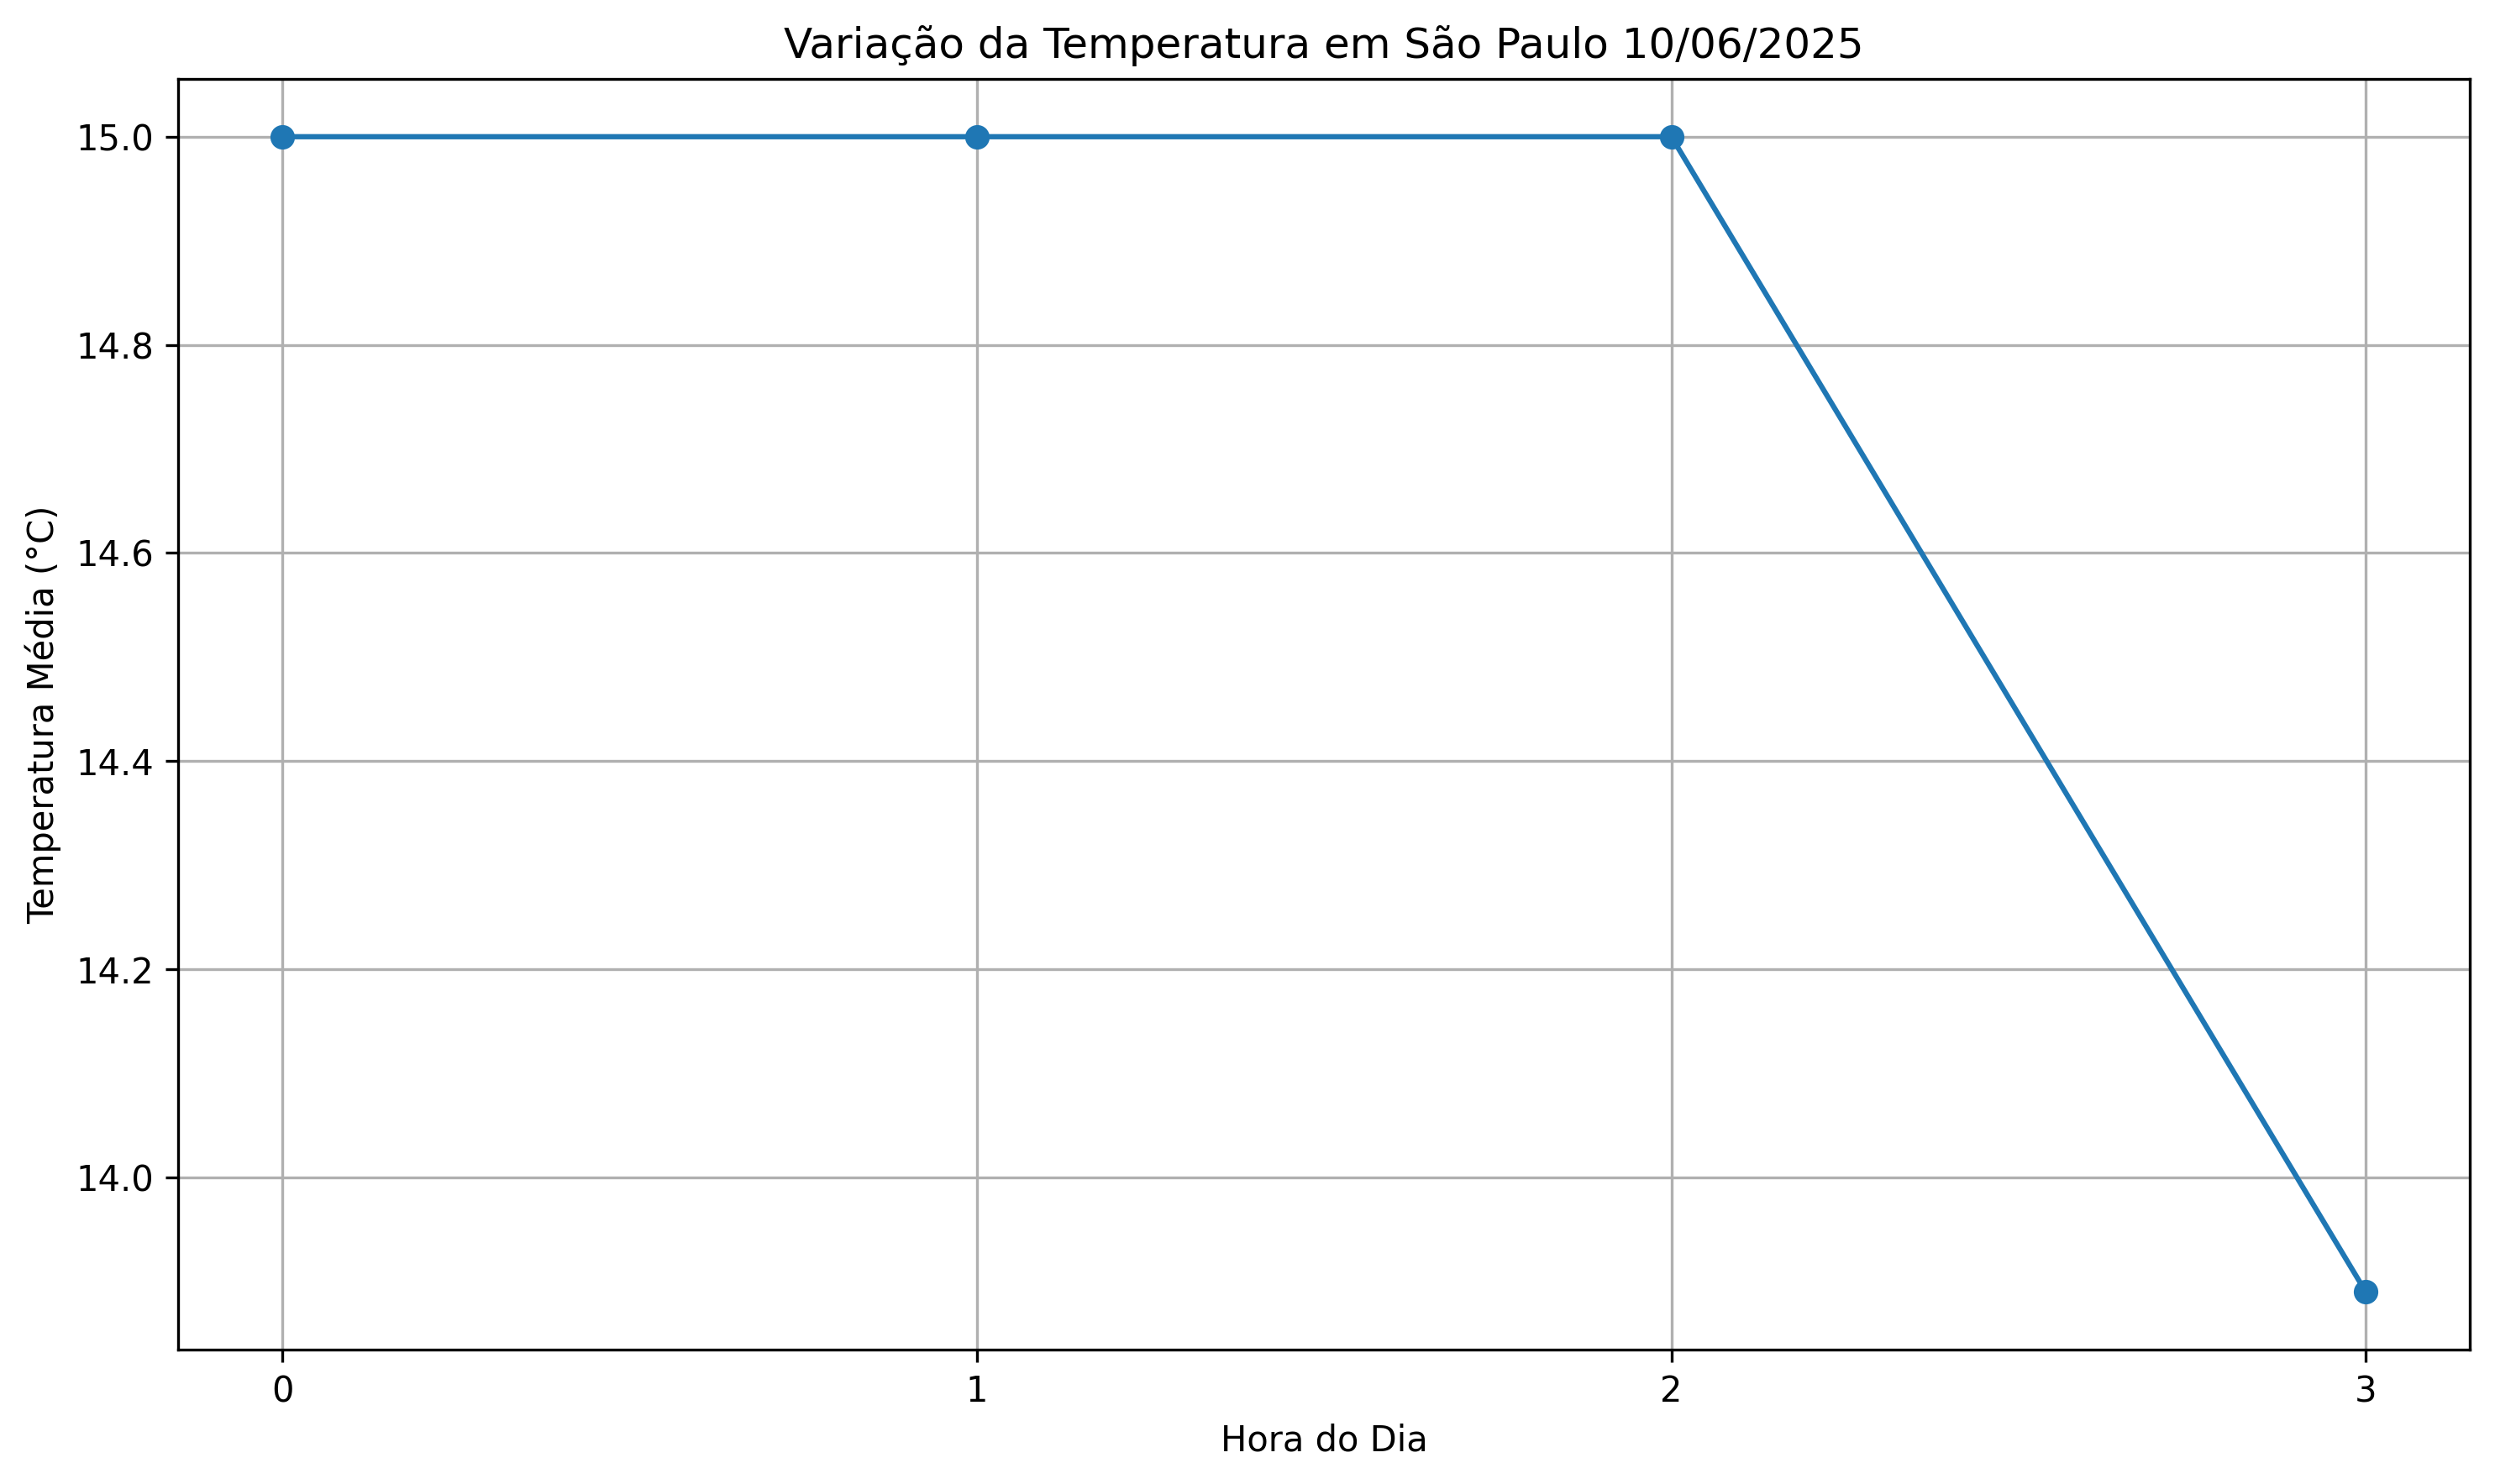 Variação da Temperatura em São Paulo 10/06/2025
Temperatura Média (°C)
15.0
14.8
14.6
14.4
14.2
14.0
0 1 2 3
Hora do Dia